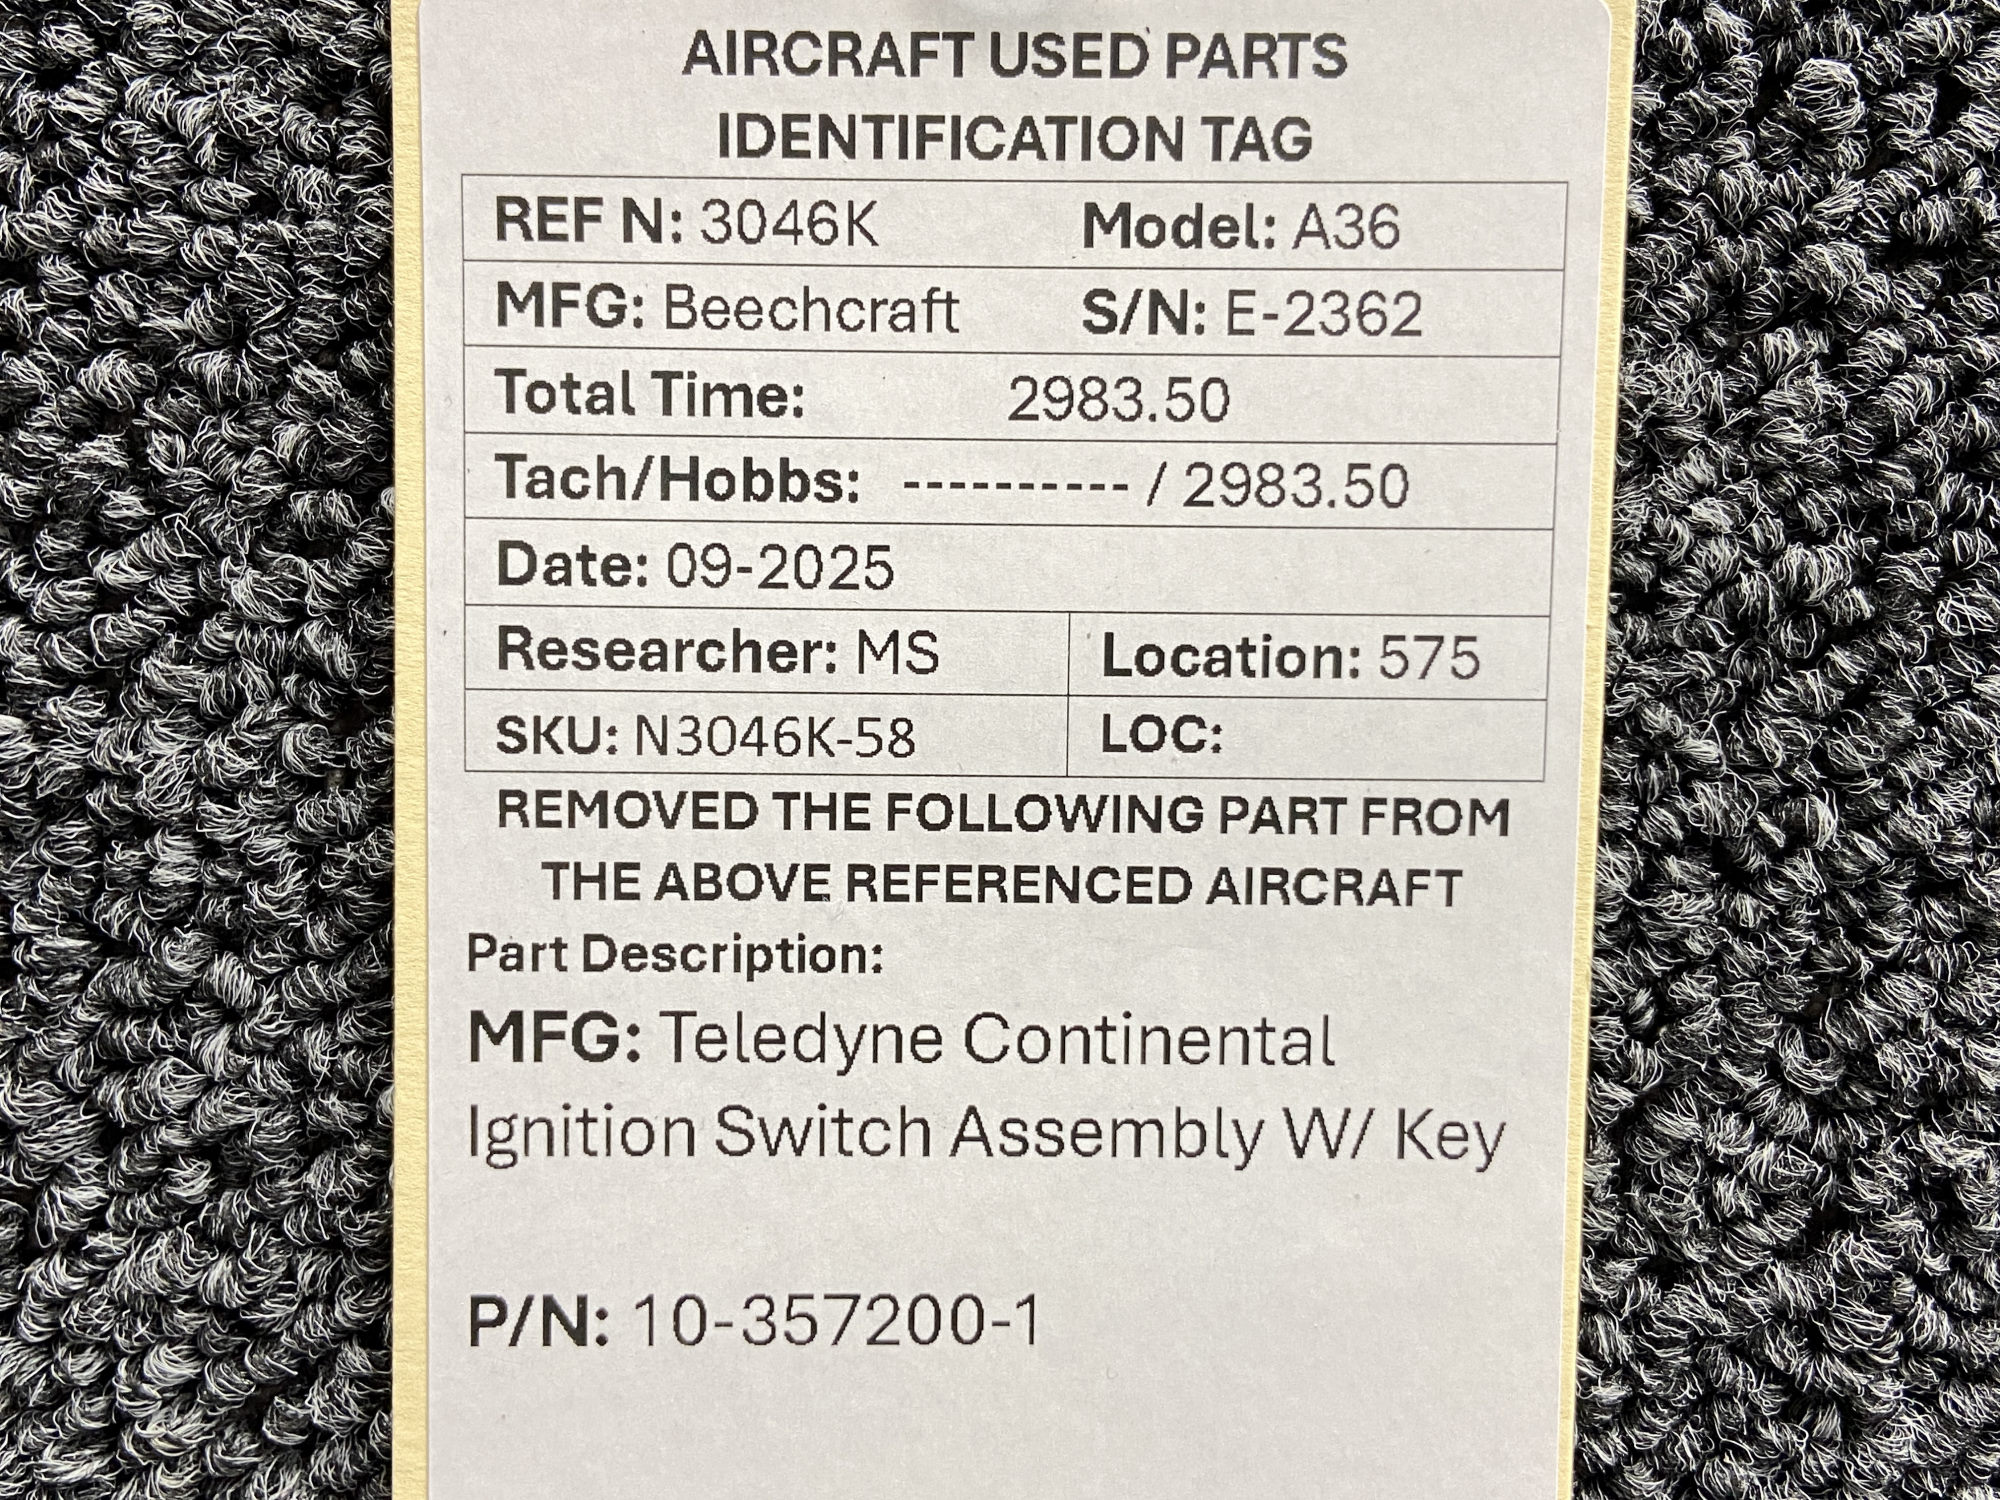 AIRCRAFT USED PARTS
IDENTIFICATION TAG
REF N: 3046K Model: A36
MFG: Beechcraft S/N: E-2362
Total Time: 2983.50
Tach/Hobbs: ---------- / 2983.50
Date: 09-2025
Researcher: MS Location: 575
SKU: N3046K-58 LOC:
REMOVED THE FOLLOWING PART FROM
THE ABOVE REFERENCED AIRCRAFT
Part Description:
MFG: Teledyne Continental
Ignition Switch Assembly W/ Key
P/N: 10-357200-1